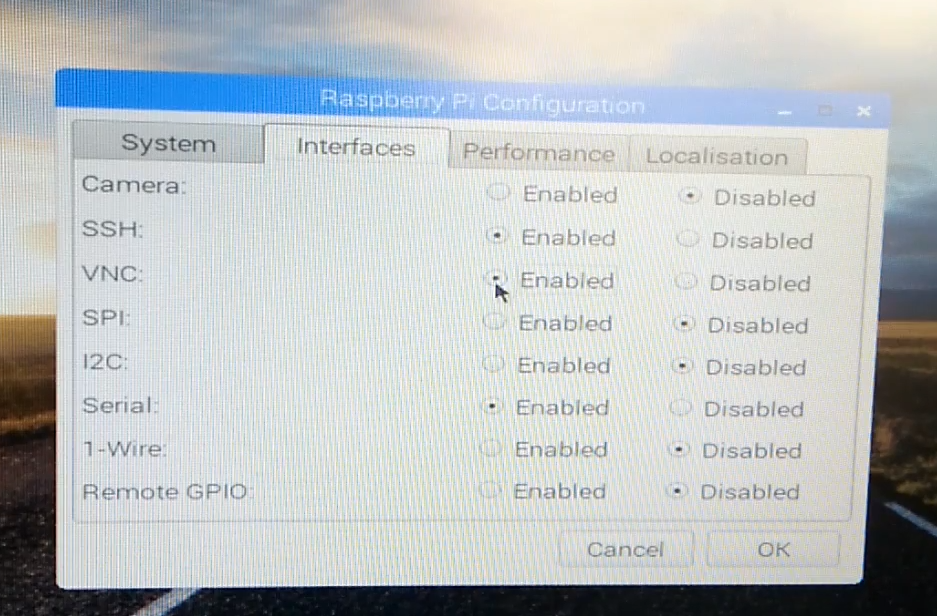 Raspberry Pi Configuration
System Interfaces Performance Localisation
Camera: Enabled Disabled
SSH: Enabled Disabled
VNC: Enabled Disabled
SPI: Enabled Disabled
I2C: Enabled Disabled
Serial: Enabled Disabled
1-Wire: Enabled Disabled
Remote GPIO: Enabled Disabled
Cancel OK